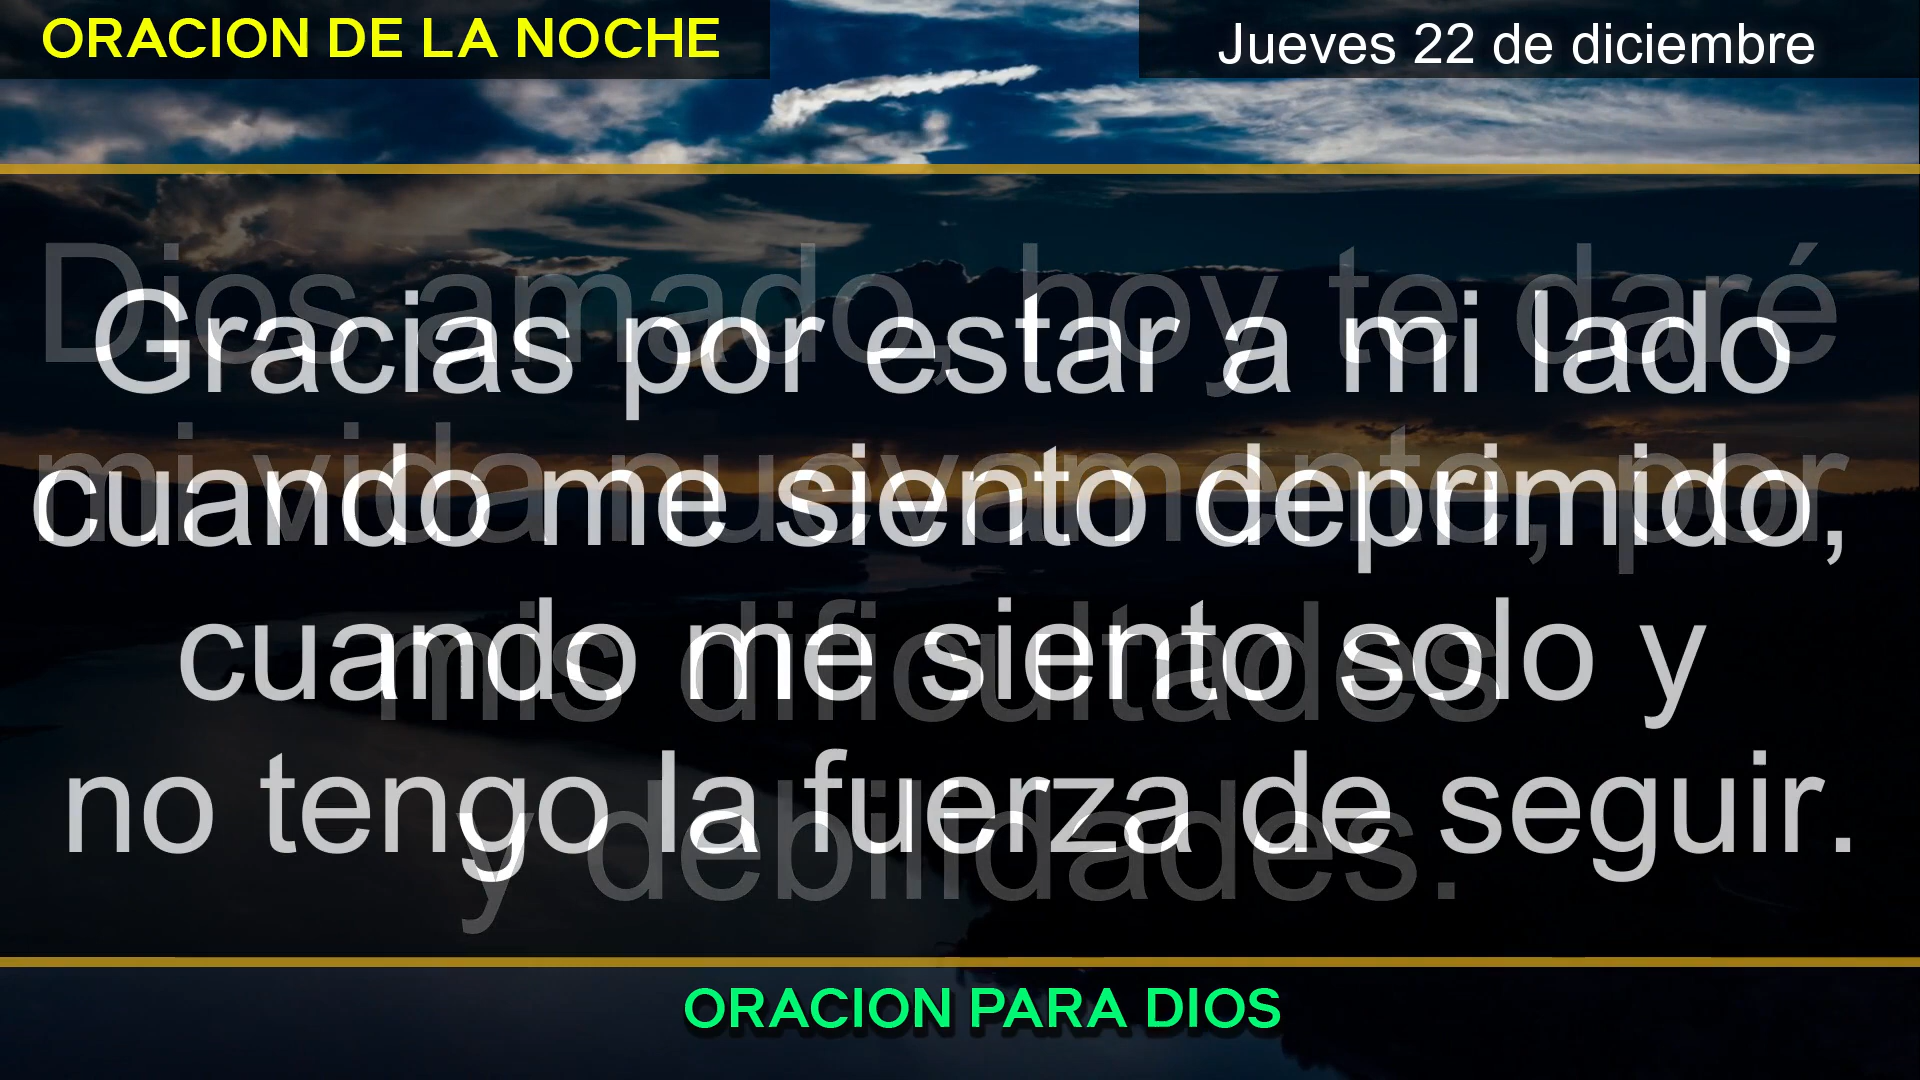 ORACION DE LA NOCHE
Jueves 22 de diciembre
Dios amado, hoy te daré
mi vida nuevamente, por
mis dificultades
y debilidades.
Gracias por estar a mi lado
cuando me siento deprimido,
cuando me siento solo y
no tengo la fuerza de seguir.
ORACION PARA DIOS